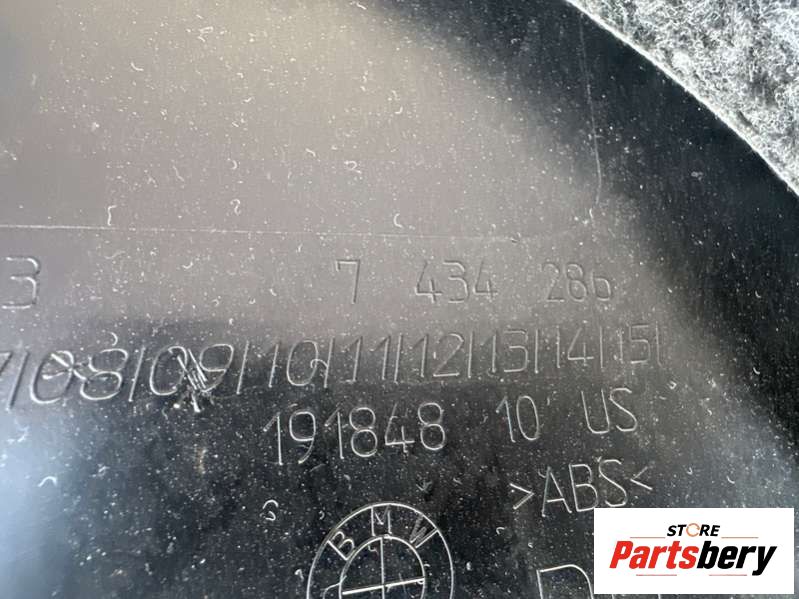 3 7 434 286
/08/09/10/11/12/13/14/15/
191848 10 US
>ABS<
BMW
STORE
Partsbery